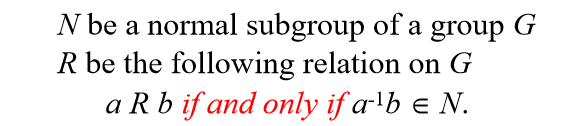 N be a normal subgroup of a group G
R be the following relation on G
a R b if and only if a⁻¹b ∈ N.